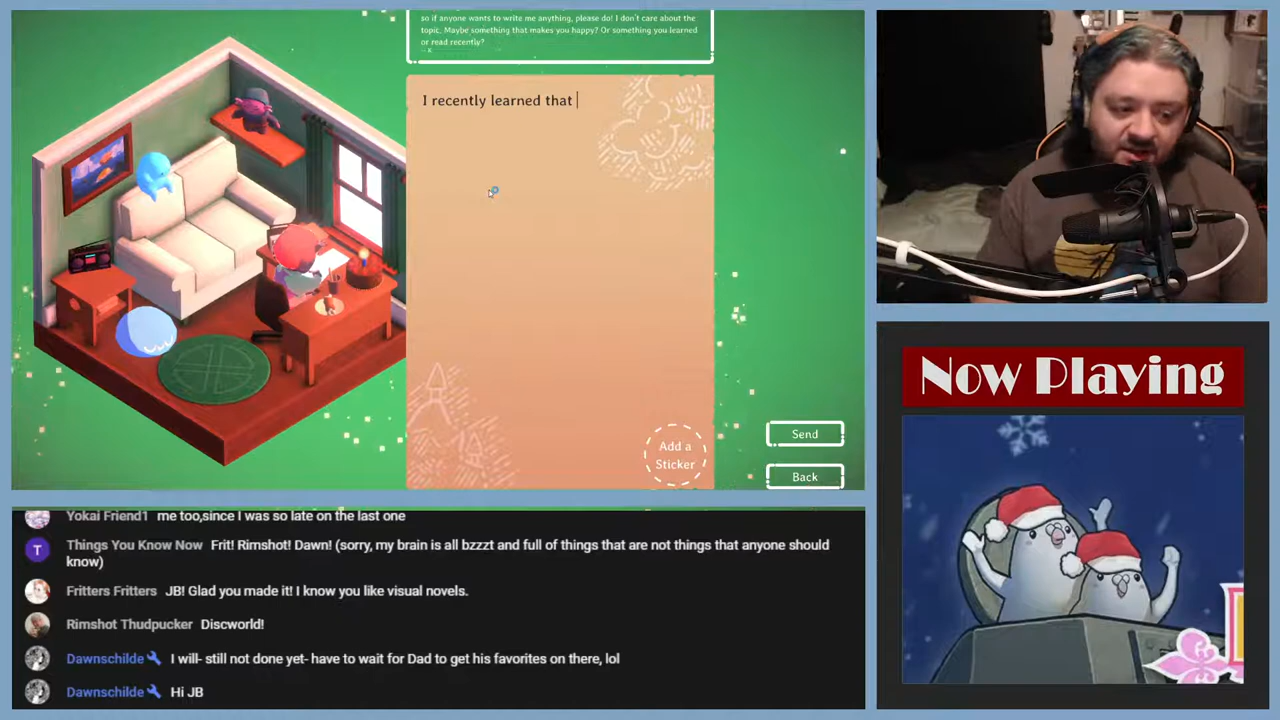 so if anyone wants to write me anything, please do! I don't care about the
topic. Maybe something that makes you happy? Or something you learned
or read recently?
I recently learned that
Add a
Sticker
Send
Back
Now Playing
Yokai Friend1 me too,since I was so late on the last one
T Things You Know Now Frit! Rimshot! Dawn! (sorry, my brain is all bzzzt and full of things that are not things that anyone should
know)
Fritters Fritters JB! Glad you made it! I know you like visual novels.
Rimshot Thudpucker Discworld!
Dawnschilde I will- still not done yet- have to wait for Dad to get his favorites on there, lol
Dawnschilde Hi JB